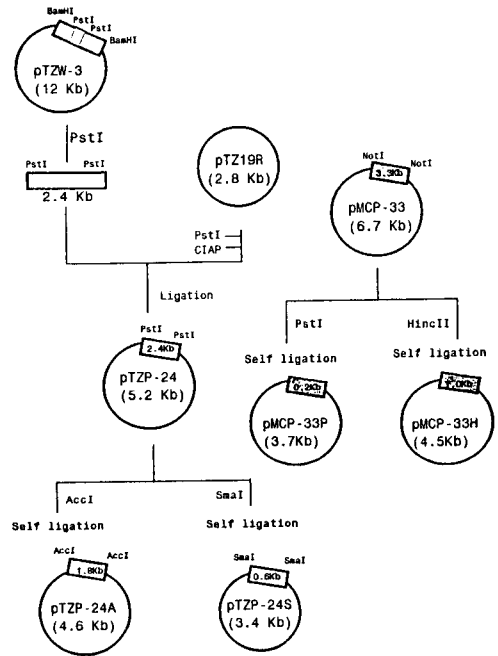 BamHI
PstI
PstI
BamHI
pTZW-3
(12 Kb)
PstI
PstI PstI
2.4 Kb
pTZ19R
(2.8 Kb)
PstI
CIAP
Ligation
NotI NotI
3.3Kb
pMCP-33
(6.7 Kb)
PstI HincII
Self ligation Self ligation
0.2Kb
pMCP-33P
(3.7Kb)
1.0Kb
pMCP-33H
(4.5Kb)
PstI PstI
2.4Kb
pTZP-24
(5.2 Kb)
AccI SmaI
Self ligation Self ligation
AccI AccI
1.8Kb
pTZP-24A
(4.6 Kb)
SmaI SmaI
0.6Kb
pTZP-24S
(3.4 Kb)